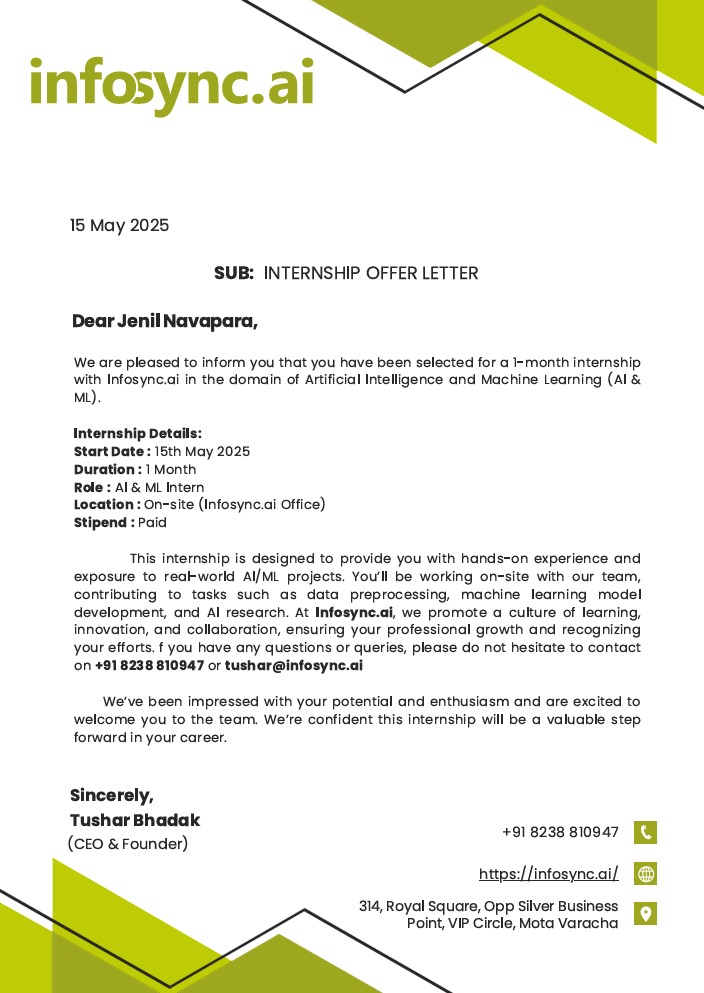 infosync.ai
15 May 2025
SUB: INTERNSHIP OFFER LETTER
Dear Jenil Navapara,
We are pleased to inform you that you have been selected for a 1-month internship
with Infosync.ai in the domain of Artificial Intelligence and Machine Learning (AI &
ML).
Internship Details:
Start Date : 15th May 2025
Duration : 1 Month
Role : AI & ML Intern
Location : On-site (Infosync.ai Office)
Stipend : Paid
This internship is designed to provide you with hands-on experience and
exposure to real-world AI/ML projects. You’ll be working on-site with our team,
contributing to tasks such as data preprocessing, machine learning model
development, and AI research. At Infosync.ai, we promote a culture of learning,
innovation, and collaboration, ensuring your professional growth and recognizing
your efforts. f you have any questions or queries, please do not hesitate to contact
on +91 8238 810947 or tushar@infosync.ai
We’ve been impressed with your potential and enthusiasm and are excited to
welcome you to the team. We’re confident this internship will be a valuable step
forward in your career.
Sincerely,
Tushar Bhadak
(CEO & Founder)
+91 8238 810947
https://infosync.ai/
314, Royal Square, Opp Silver Business
Point, VIP Circle, Mota Varacha